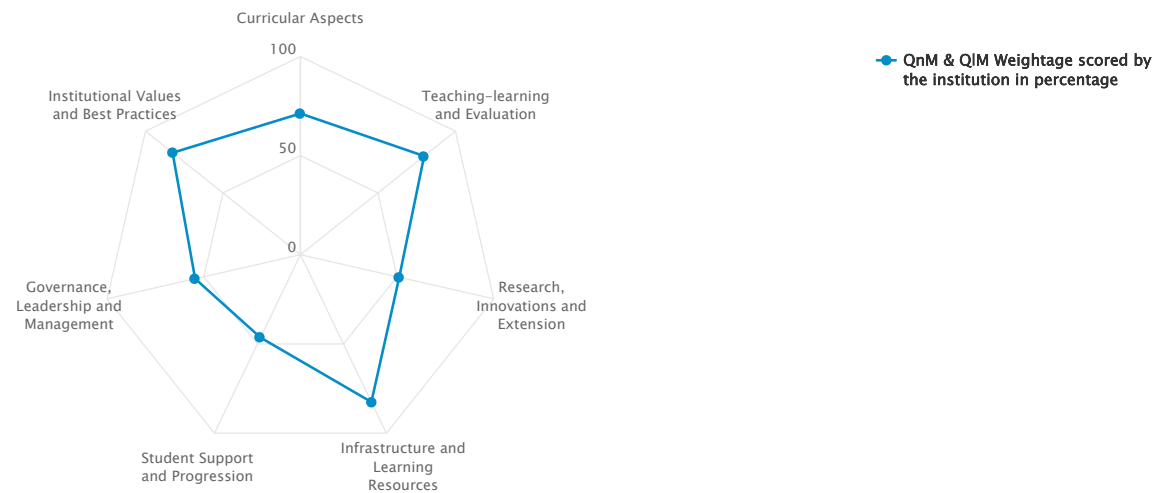 Curricular Aspects
100
QnM & QlM Weightage scored by
the institution in percentage
Institutional Values
and Best Practices
Teaching-learning
and Evaluation
50
0
Governance,
Leadership and
Management
Research,
Innovations and
Extension
Student Support
and Progression
Infrastructure and
Learning
Resources